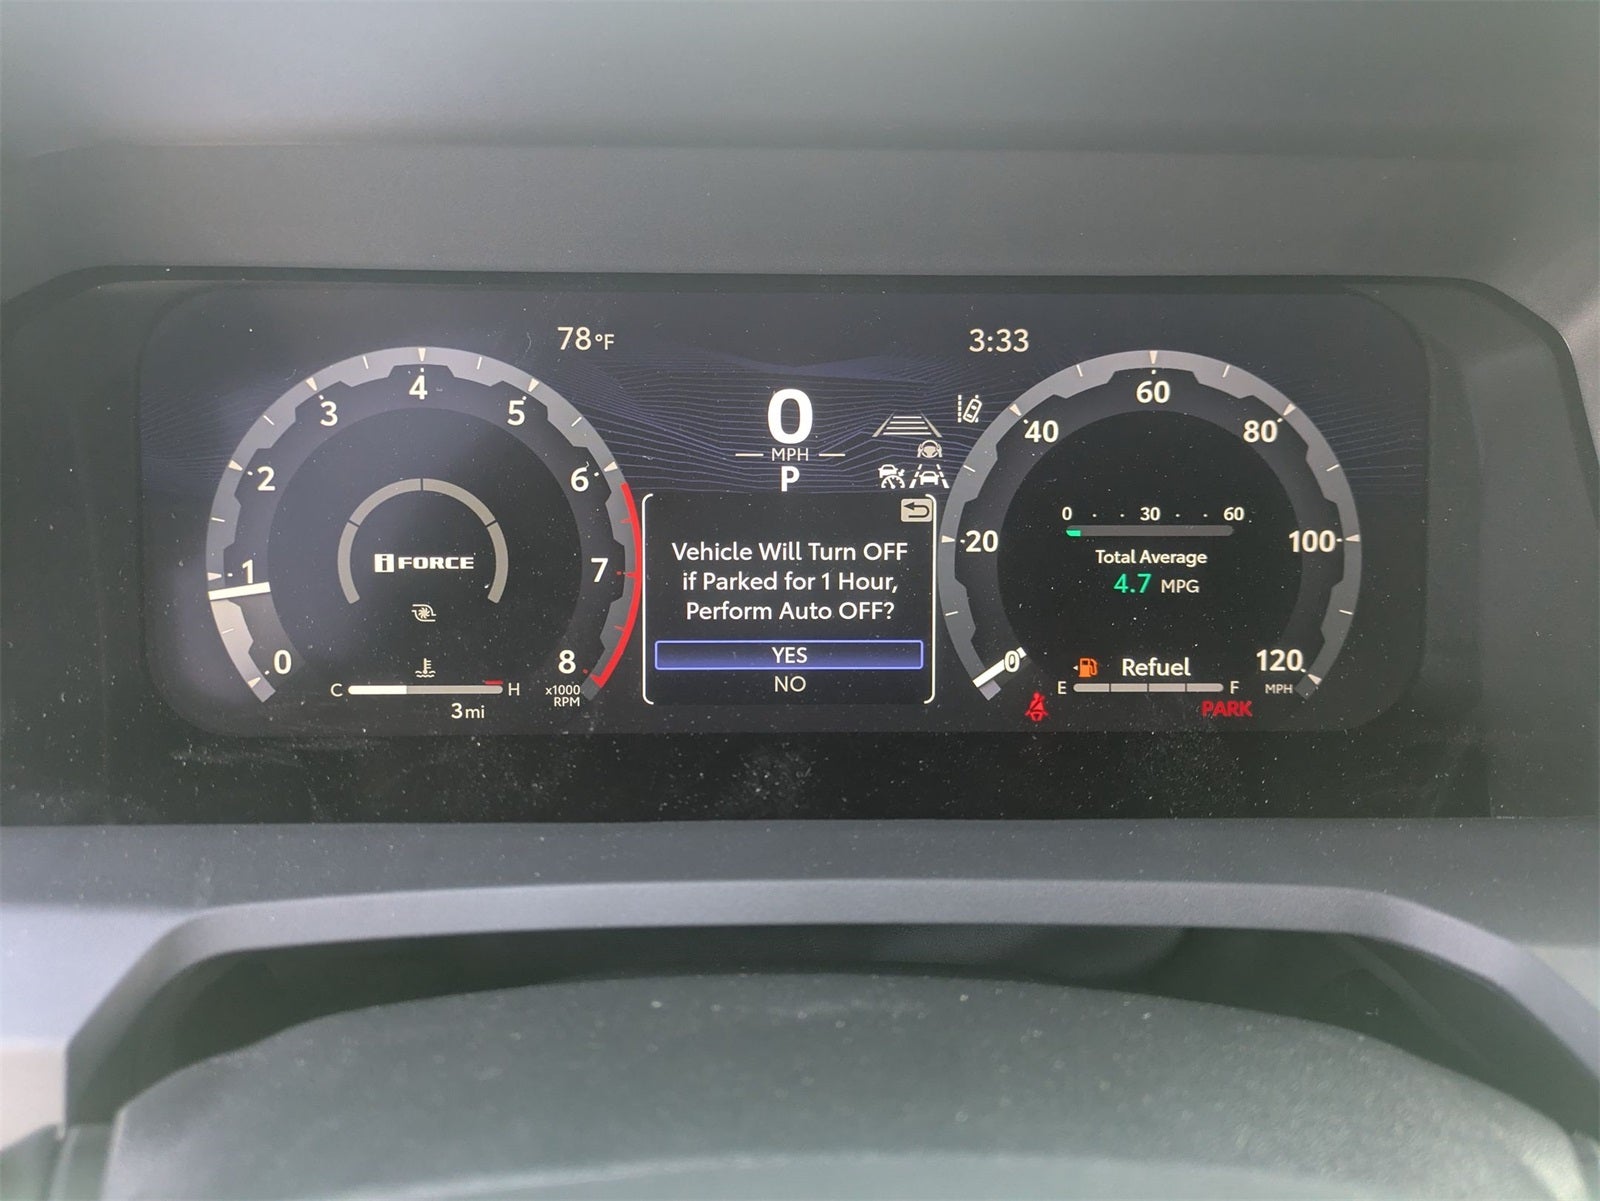 78°F
3:33
0
MPH
P
0
1
2
3
4
5
6
7
8
x1000
RPM
i FORCE
C
H
3 mi
Vehicle Will Turn OFF
if Parked for 1 Hour,
Perform Auto OFF?
YES
NO
0
20
40
60
80
100
120
MPH
0 30 60
Total Average
4.7 MPG
Refuel
E
F
PARK